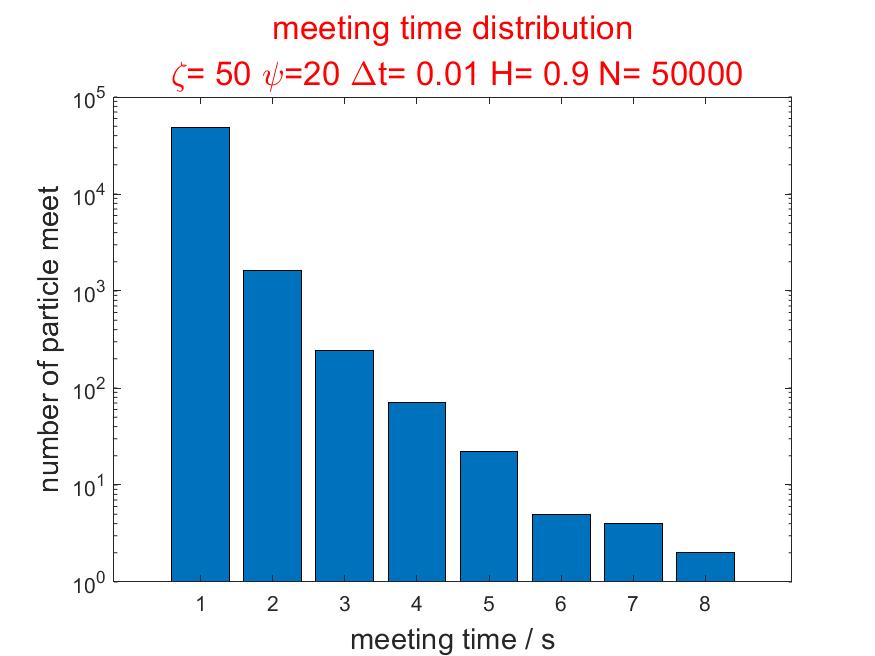 meeting time distribution
ζ= 50 ψ=20 Δt= 0.01 H= 0.9 N= 50000
number of particle meet
10^5
10^4
10^3
10^2
10^1
10^0
1 2 3 4 5 6 7 8
meeting time / s